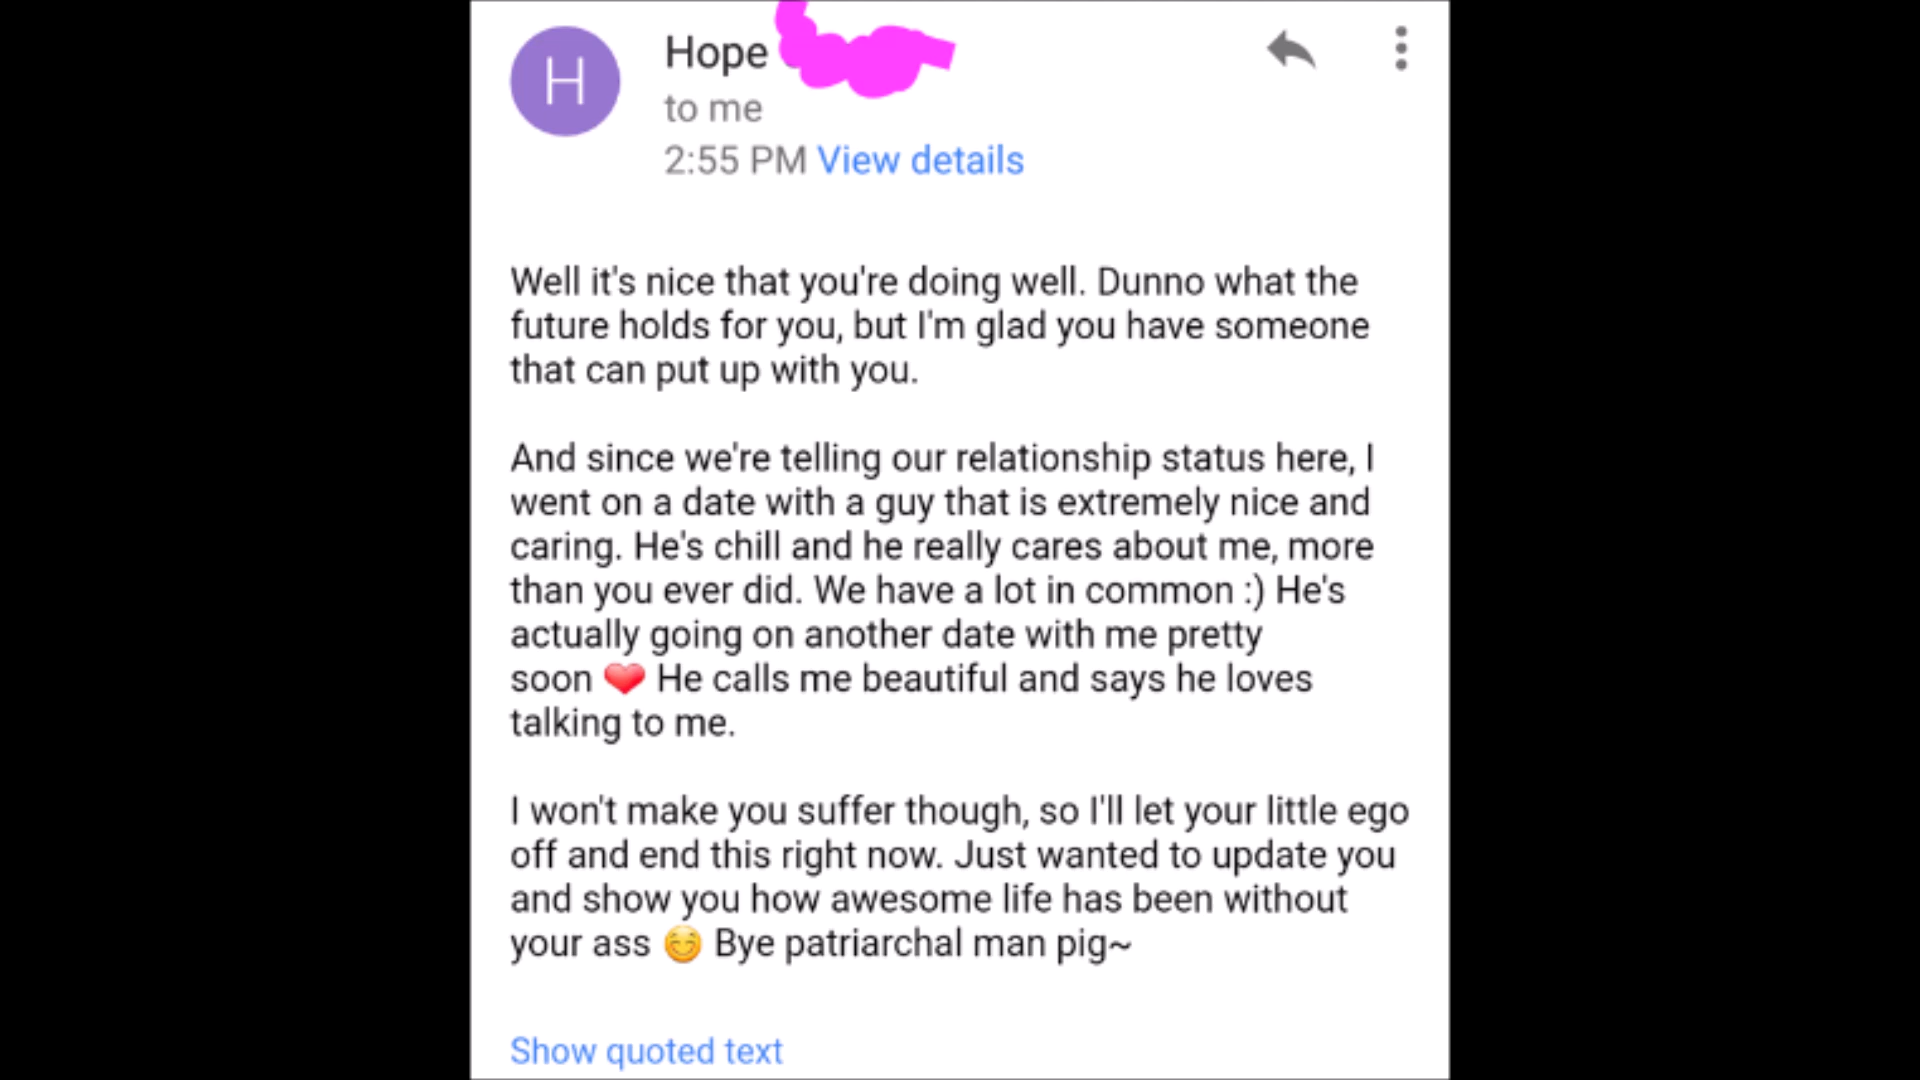 H
Hope
to me
2:55 PM View details
Well it's nice that you're doing well. Dunno what the
future holds for you, but I'm glad you have someone
that can put up with you.
And since we're telling our relationship status here, I
went on a date with a guy that is extremely nice and
caring. He's chill and he really cares about me, more
than you ever did. We have a lot in common :) He's
actually going on another date with me pretty
soon ❤️ He calls me beautiful and says he loves
talking to me.
I won't make you suffer though, so I'll let your little ego
off and end this right now. Just wanted to update you
and show you how awesome life has been without
your ass 😊 Bye patriarchal man pig~
Show quoted text